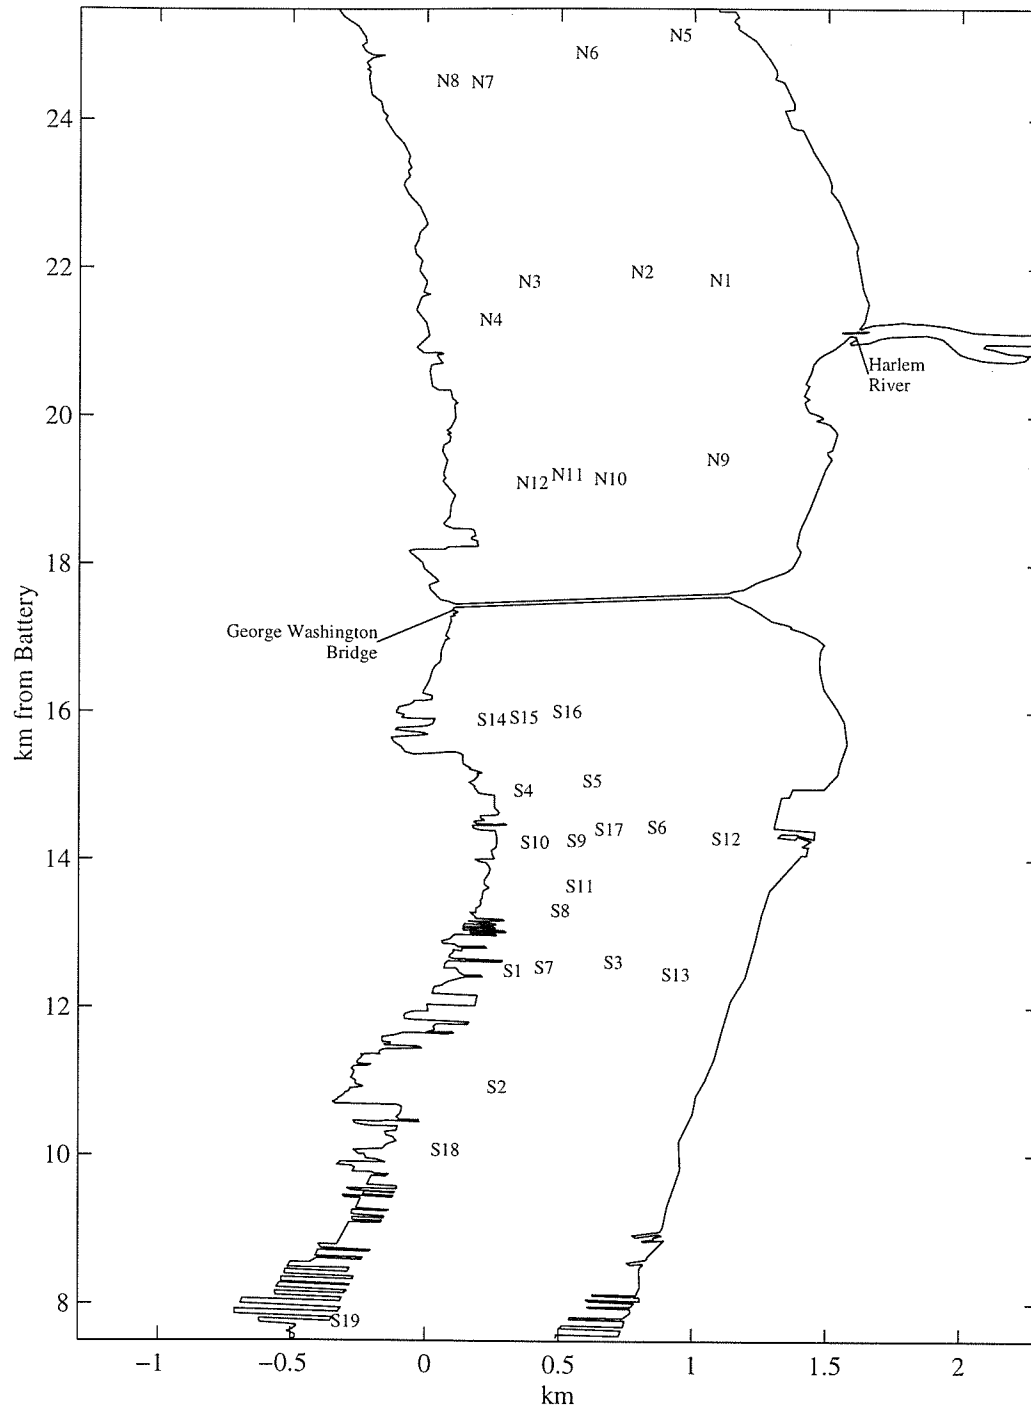 N5
N6
N8 N7
24
N2
22
N3
N1
N4
Harlem
River
20
N9
N11
N12
N10
18
George Washington
Bridge
km from Battery
16
S14 S15 S16
S5
S4
S17 S6
14
S10 S9
S12
S11
S8
S1 S7
S3
S13
12
S2
10
S18
8
S19
−1
−0.5
0
0.5
1
1.5
2
km